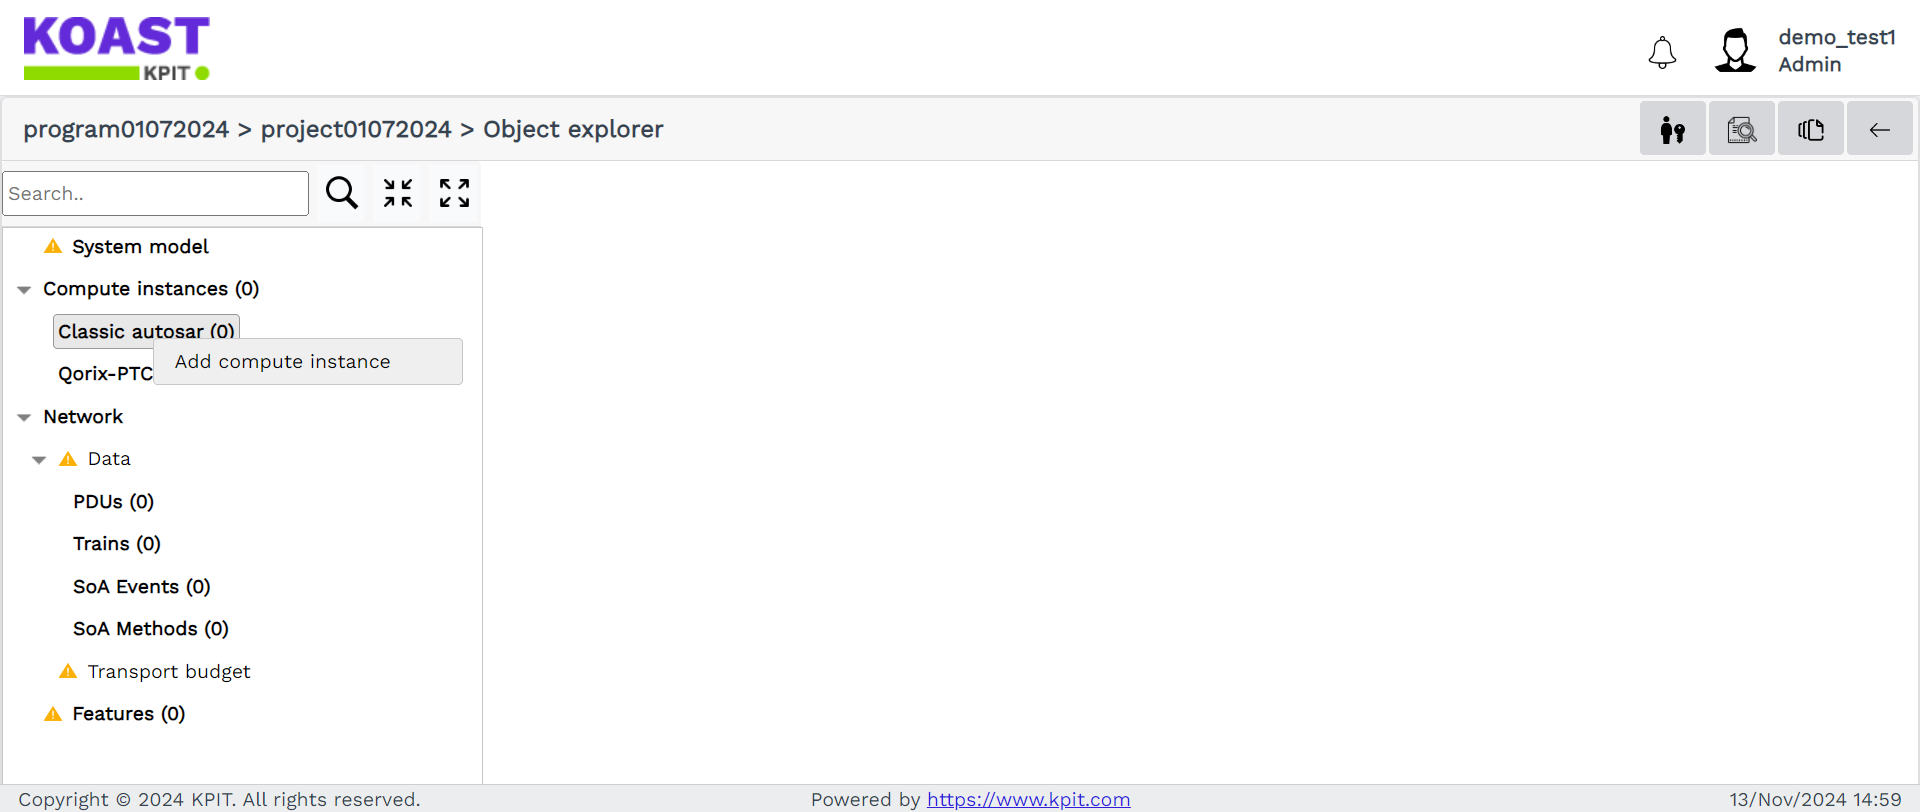 KOAST
KPIT
demo_test1
Admin
program01072024 > project01072024 > Object explorer
Search..
System model
Compute instances (0)
Classic autosar (0)
Add compute instance
Qorix-PTC
Network
Data
PDUs (0)
Trains (0)
SoA Events (0)
SoA Methods (0)
Transport budget
Features (0)
Copyright © 2024 KPIT. All rights reserved.
Powered by https://www.kpit.com
13/Nov/2024 14:59